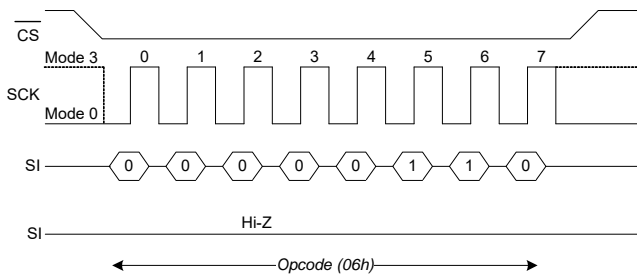 CS
Mode 3 0 1 2 3 4 5 6 7
SCK
Mode 0
SI 0 0 0 0 0 1 1 0
Hi-Z
SI
Opcode (06h)